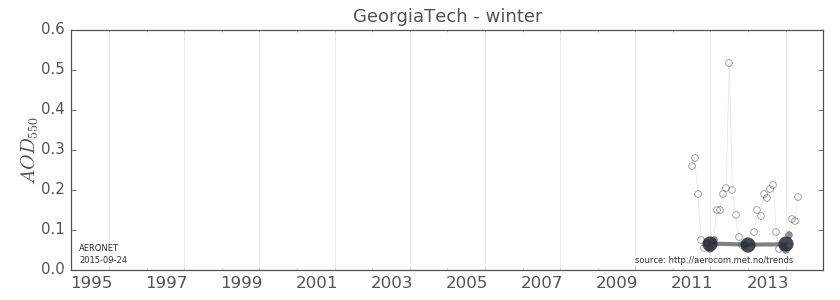 GeorgiaTech - winter
0.6
0.5
0.4
0.3
0.2
0.1
0.0
AOD550
AERONET
2015-09-24
source: http://aerocom.met.no/trends
1995 1997 1999 2001 2003 2005 2007 2009 2011 2013